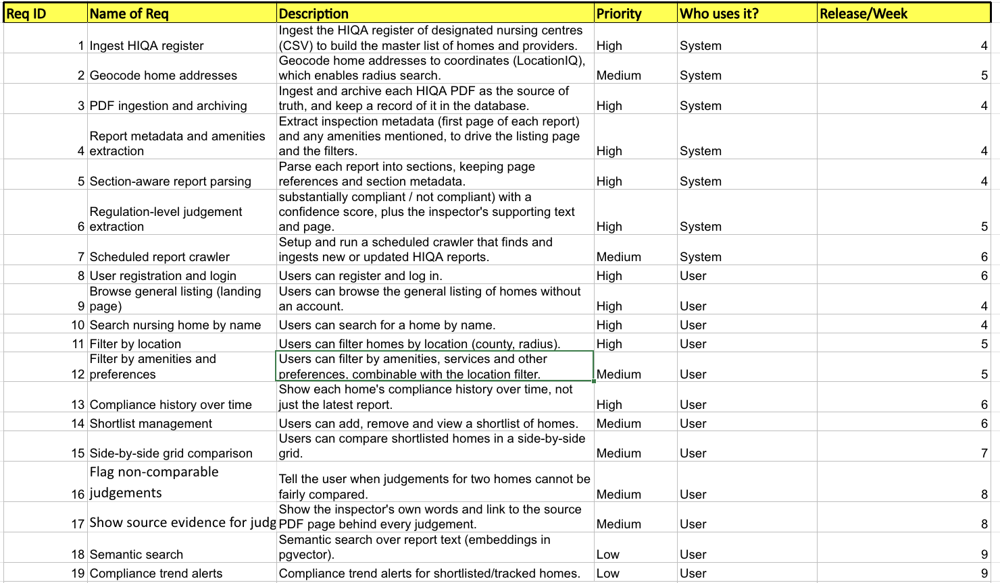 Req ID Name of Req Description Priority Who uses it? Release/Week
1 Ingest HIQA register Ingest the HIQA register of designated nursing centres
(CSV) to build the master list of homes and providers. High System 4
2 Geocode home addresses Geocode home addresses to coordinates (LocationIQ),
which enables radius search. Medium System 5
3 PDF ingestion and archiving Ingest and archive each HIQA PDF as the source of
truth, and keep a record of it in the database. High System 4
Report metadata and amenities
4 extraction Extract inspection metadata (first page of each report)
and any amenities mentioned, to drive the listing page
and the filters. High System 4
5 Section-aware report parsing Parse each report into sections, keeping page
references and section metadata. High System 4
Regulation-level judgement
6 extraction substantially compliant / not compliant) with a
confidence score, plus the inspector's supporting text
and page. High System 5
7 Scheduled report crawler Setup and run a scheduled crawler that finds and
ingests new or updated HIQA reports. Medium System 6
8 User registration and login Users can register and log in. High User 6
Browse general listing (landing
9 page) Users can browse the general listing of homes without
an account. High User 4
10 Search nursing home by name Users can search for a home by name. High User 4
11 Filter by location Users can filter homes by location (county, radius). High User 5
Filter by amenities and
12 preferences Users can filter by amenities, services and other
preferences, combinable with the location filter. Medium User 5
13 Compliance history over time Show each home's compliance history over time, not
just the latest report. High User 6
14 Shortlist management Users can add, remove and view a shortlist of homes. Medium User 6
15 Side-by-side grid comparison Users can compare shortlisted homes in a side-by-side
grid. Medium User 7
Flag non-comparable
16 judgements Tell the user when judgements for two homes cannot be
fairly compared. Medium User 8
17 Show source evidence for judg Show the inspector's own words and link to the source
PDF page behind every judgement. Medium User 8
18 Semantic search Semantic search over report text (embeddings in
pgvector). Low User 9
19 Compliance trend alerts Compliance trend alerts for shortlisted/tracked homes. Low User 9